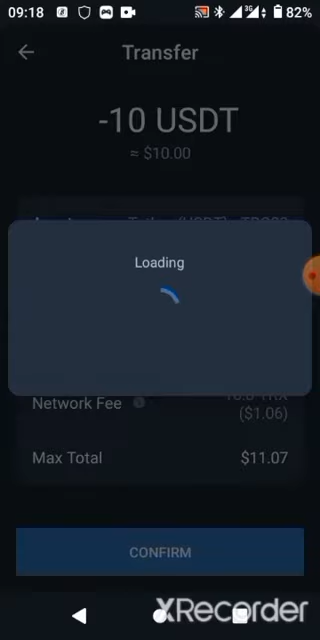 09:18 3G 82%
Transfer
-10 USDT
≈ $10.00
Loading
Network Fee
($1.06)
Max Total $11.07
CONFIRM
XRecorder